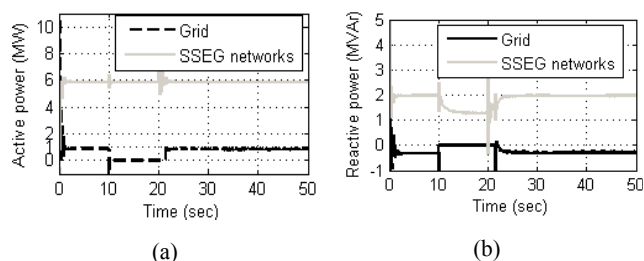 Active power (MW)
11
10
8
6
4
2
1
0
Grid
SSEG networks
0 10 20 30 40 50
Time (sec)
(a)
Reactive power (MVAr)
5
4
3
2
1
0
-1
Grid
SSEG networks
0 10 20 30 40 50
Time (sec)
(b)